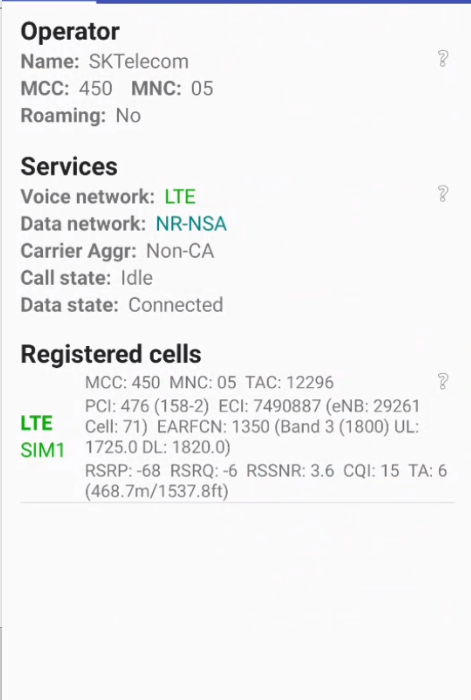 Operator
Name: SKTelecom
MCC: 450 MNC: 05
Roaming: No
Services
Voice network: LTE
Data network: NR-NSA
Carrier Aggr: Non-CA
Call state: Idle
Data state: Connected
Registered cells
MCC: 450 MNC: 05 TAC: 12296
PCI: 476 (158-2) ECI: 7490887 (eNB: 29261
Cell: 71) EARFCN: 1350 (Band 3 (1800) UL:
1725.0 DL: 1820.0)
RSRP: -68 RSRQ: -6 RSSNR: 3.6 CQI: 15 TA: 6
(468.7m/1537.8ft)
LTE
SIM1